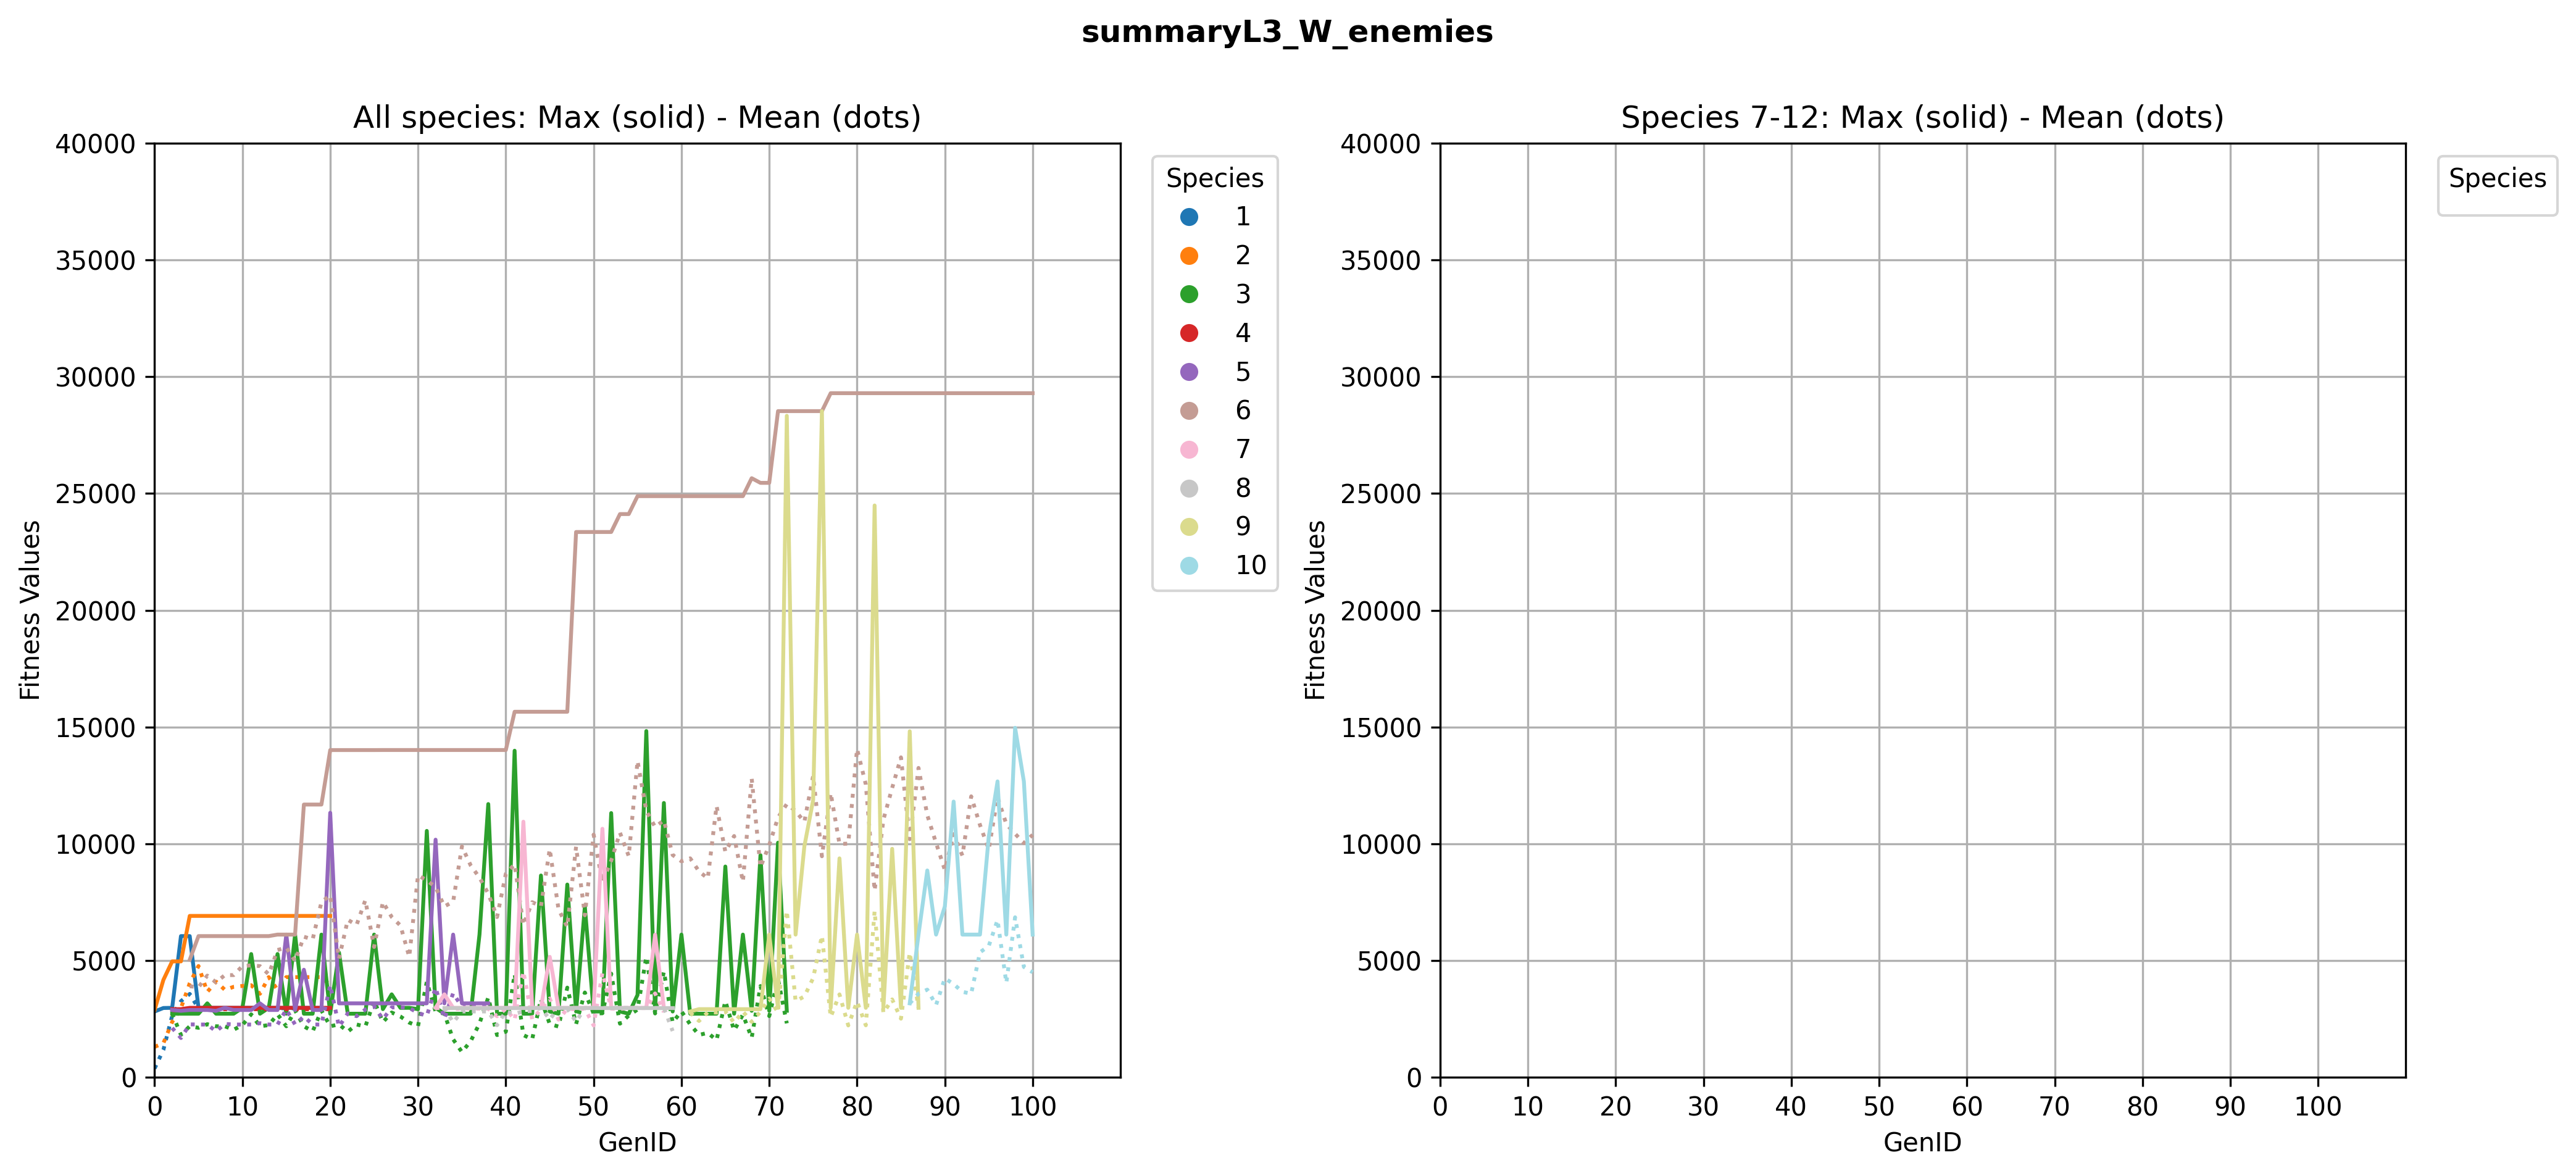 summaryL3_W_enemies
All species: Max (solid) - Mean (dots)
40000
35000
30000
25000
20000
15000
10000
5000
0
Fitness Values
0 10 20 30 40 50 60 70 80 90 100
GenID
Species
1
2
3
4
5
6
7
8
9
10
Species 7-12: Max (solid) - Mean (dots)
40000
35000
30000
25000
20000
15000
10000
5000
0
Fitness Values
0 10 20 30 40 50 60 70 80 90 100
GenID
Species